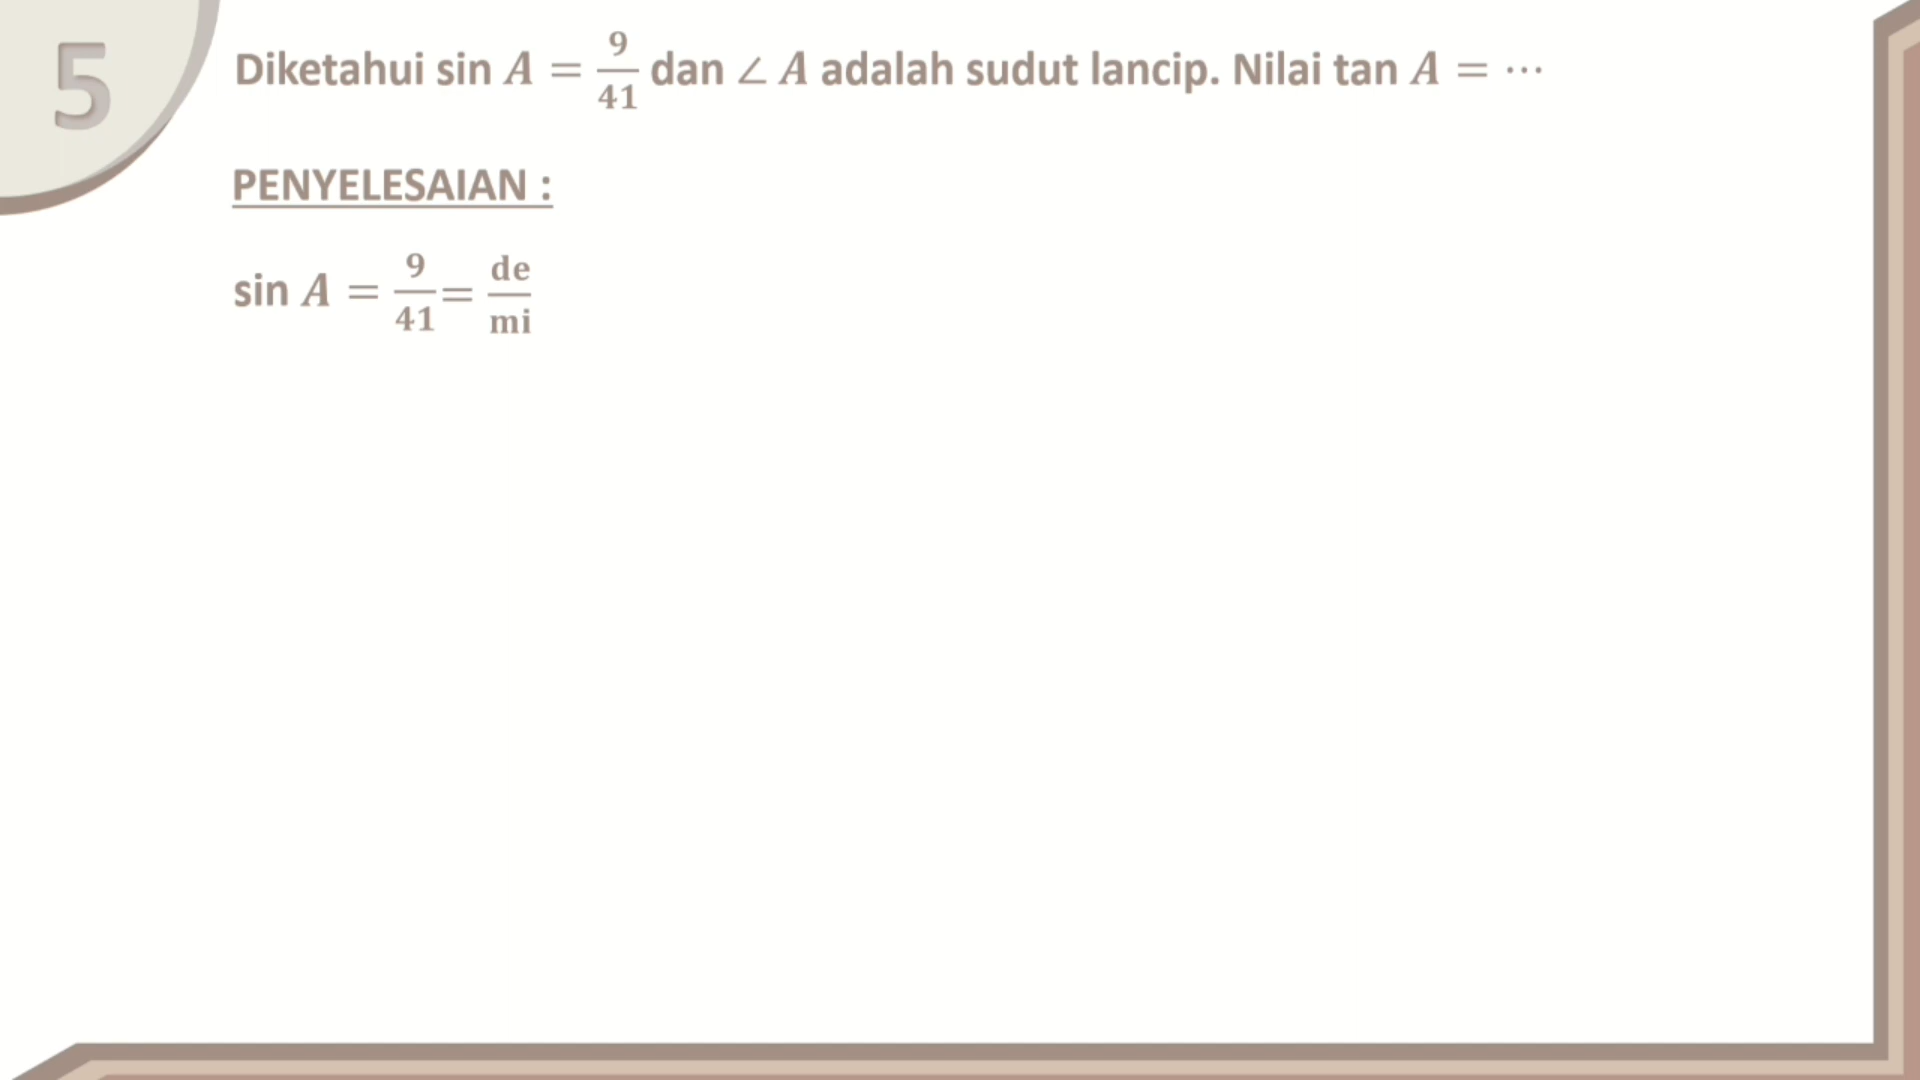 5
Diketahui sin A = 9/41 dan ∠ A adalah sudut lancip. Nilai tan A = ⋯
PENYELESAIAN :
sin A = 9/41 = de/mi